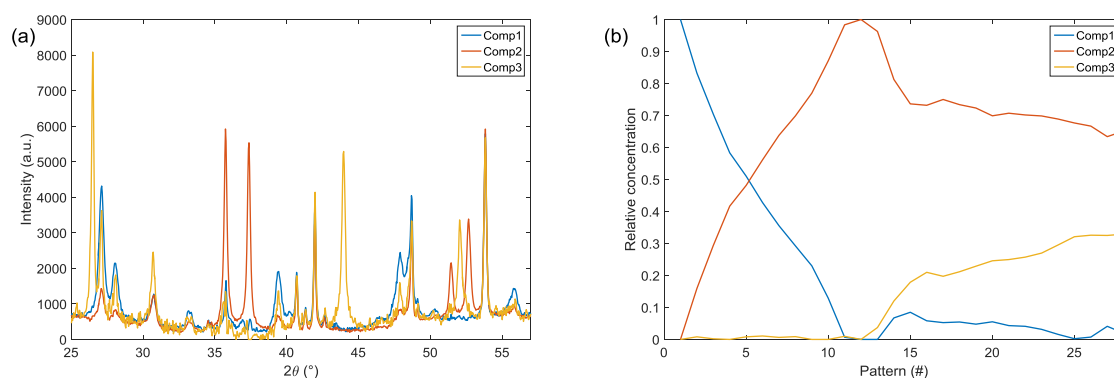 (a)
9000
8000
7000
6000
5000
4000
3000
2000
1000
0
Intensity (a.u.)
25 30 35 40 45 50 55
2θ (°)
Comp1
Comp2
Comp3
(b)
1
0.9
0.8
0.7
0.6
0.5
0.4
0.3
0.2
0.1
0
Relative concentration
0 5 10 15 20 25
Pattern (#)
Comp1
Comp2
Comp3